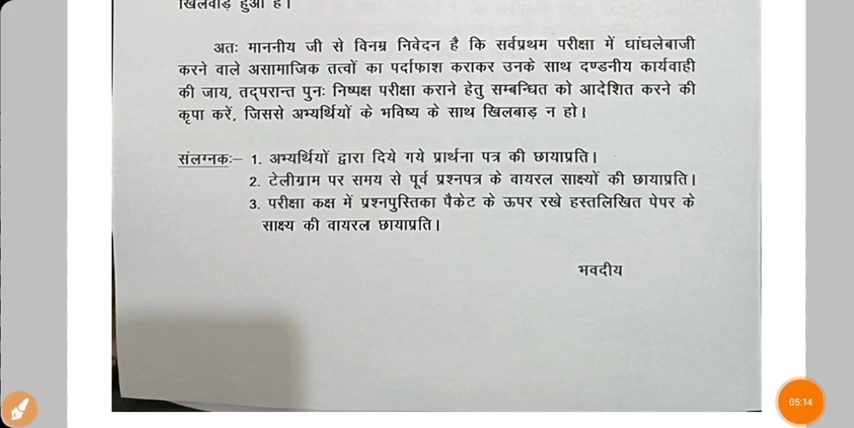 खिलवाड़ हुआ है।
अतः माननीय जी से विनम्र निवेदन है कि सर्वप्रथम परीक्षा में धांधलेबाजी
करने वाले असामाजिक तत्वों का पर्दाफाश कराकर उनके साथ दण्डनीय कार्यवाही
की जाय, तद्परान्त पुनः निष्पक्ष परीक्षा कराने हेतु सम्बन्धित को आदेशित करने की
कृपा करें, जिससे अभ्यर्थियों के भविष्य के साथ खिलबाड़ न हो।
संलग्नकः– 1. अभ्यर्थियों द्वारा दिये गये प्रार्थना पत्र की छायाप्रति।
2. टेलीग्राम पर समय से पूर्व प्रश्नपत्र के वायरल साक्ष्यों की छायाप्रति।
3. परीक्षा कक्ष में प्रश्नपुस्तिका पैकेट के ऊपर रखे हस्तलिखित पेपर के
साक्ष्य की वायरल छायाप्रति।
भवदीय
05:14